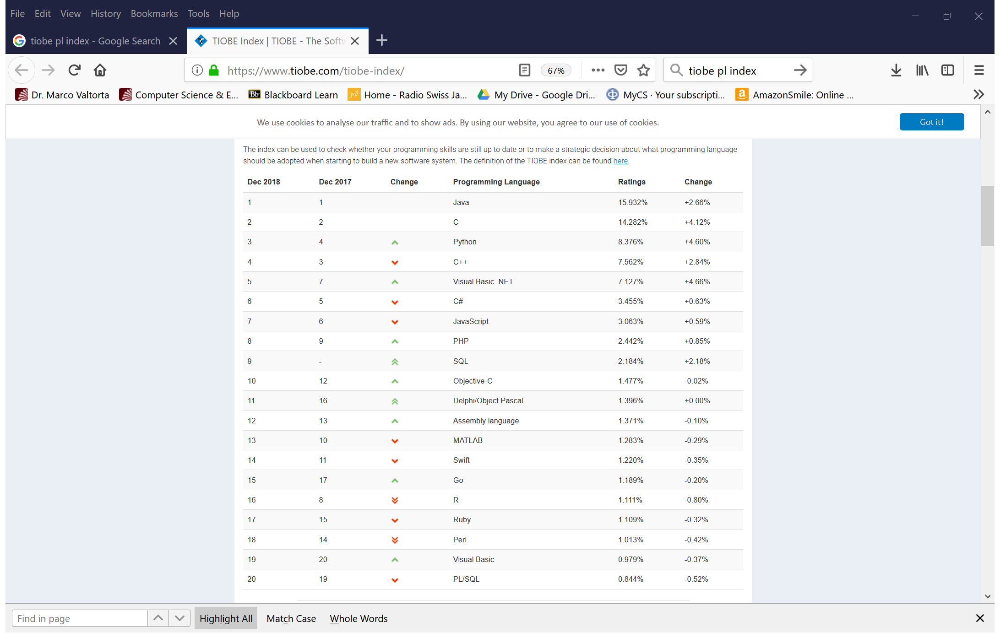 File Edit View History Bookmarks Tools Help
tiobe pl index - Google Search
TIOBE Index | TIOBE - The Softw
https://www.tiobe.com/tiobe-index/
67%
tiobe pl index
Dr. Marco Valtorta
Computer Science & E...
Bb Blackboard Learn
Home - Radio Swiss Ja...
My Drive - Google Dri...
MyCS · Your subscripti...
AmazonSmile: Online ...
We use cookies to analyse our traffic and to show ads. By using our website, you agree to our use of cookies.
Got it!
The index can be used to check whether your programming skills are still up to date or to make a strategic decision about what programming language
should be adopted when starting to build a new software system. The definition of the TIOBE index can be found here.
Dec 2018 Dec 2017 Change Programming Language Ratings Change
1 1 Java 15.932% +2.66%
2 2 C 14.282% +4.12%
3 4 Python 8.376% +4.60%
4 3 C++ 7.562% +2.84%
5 7 Visual Basic .NET 7.127% +4.66%
6 5 C# 3.455% +0.63%
7 6 JavaScript 3.063% +0.59%
8 9 PHP 2.442% +0.85%
9 - SQL 2.184% +2.18%
10 12 Objective-C 1.477% -0.02%
11 16 Delphi/Object Pascal 1.396% +0.00%
12 13 Assembly language 1.371% -0.10%
13 10 MATLAB 1.283% -0.29%
14 11 Swift 1.220% -0.35%
15 17 Go 1.189% -0.20%
16 8 R 1.111% -0.80%
17 15 Ruby 1.109% -0.32%
18 14 Perl 1.013% -0.42%
19 20 Visual Basic 0.979% -0.37%
20 19 PL/SQL 0.844% -0.52%
Find in page
Highlight All
Match Case
Whole Words